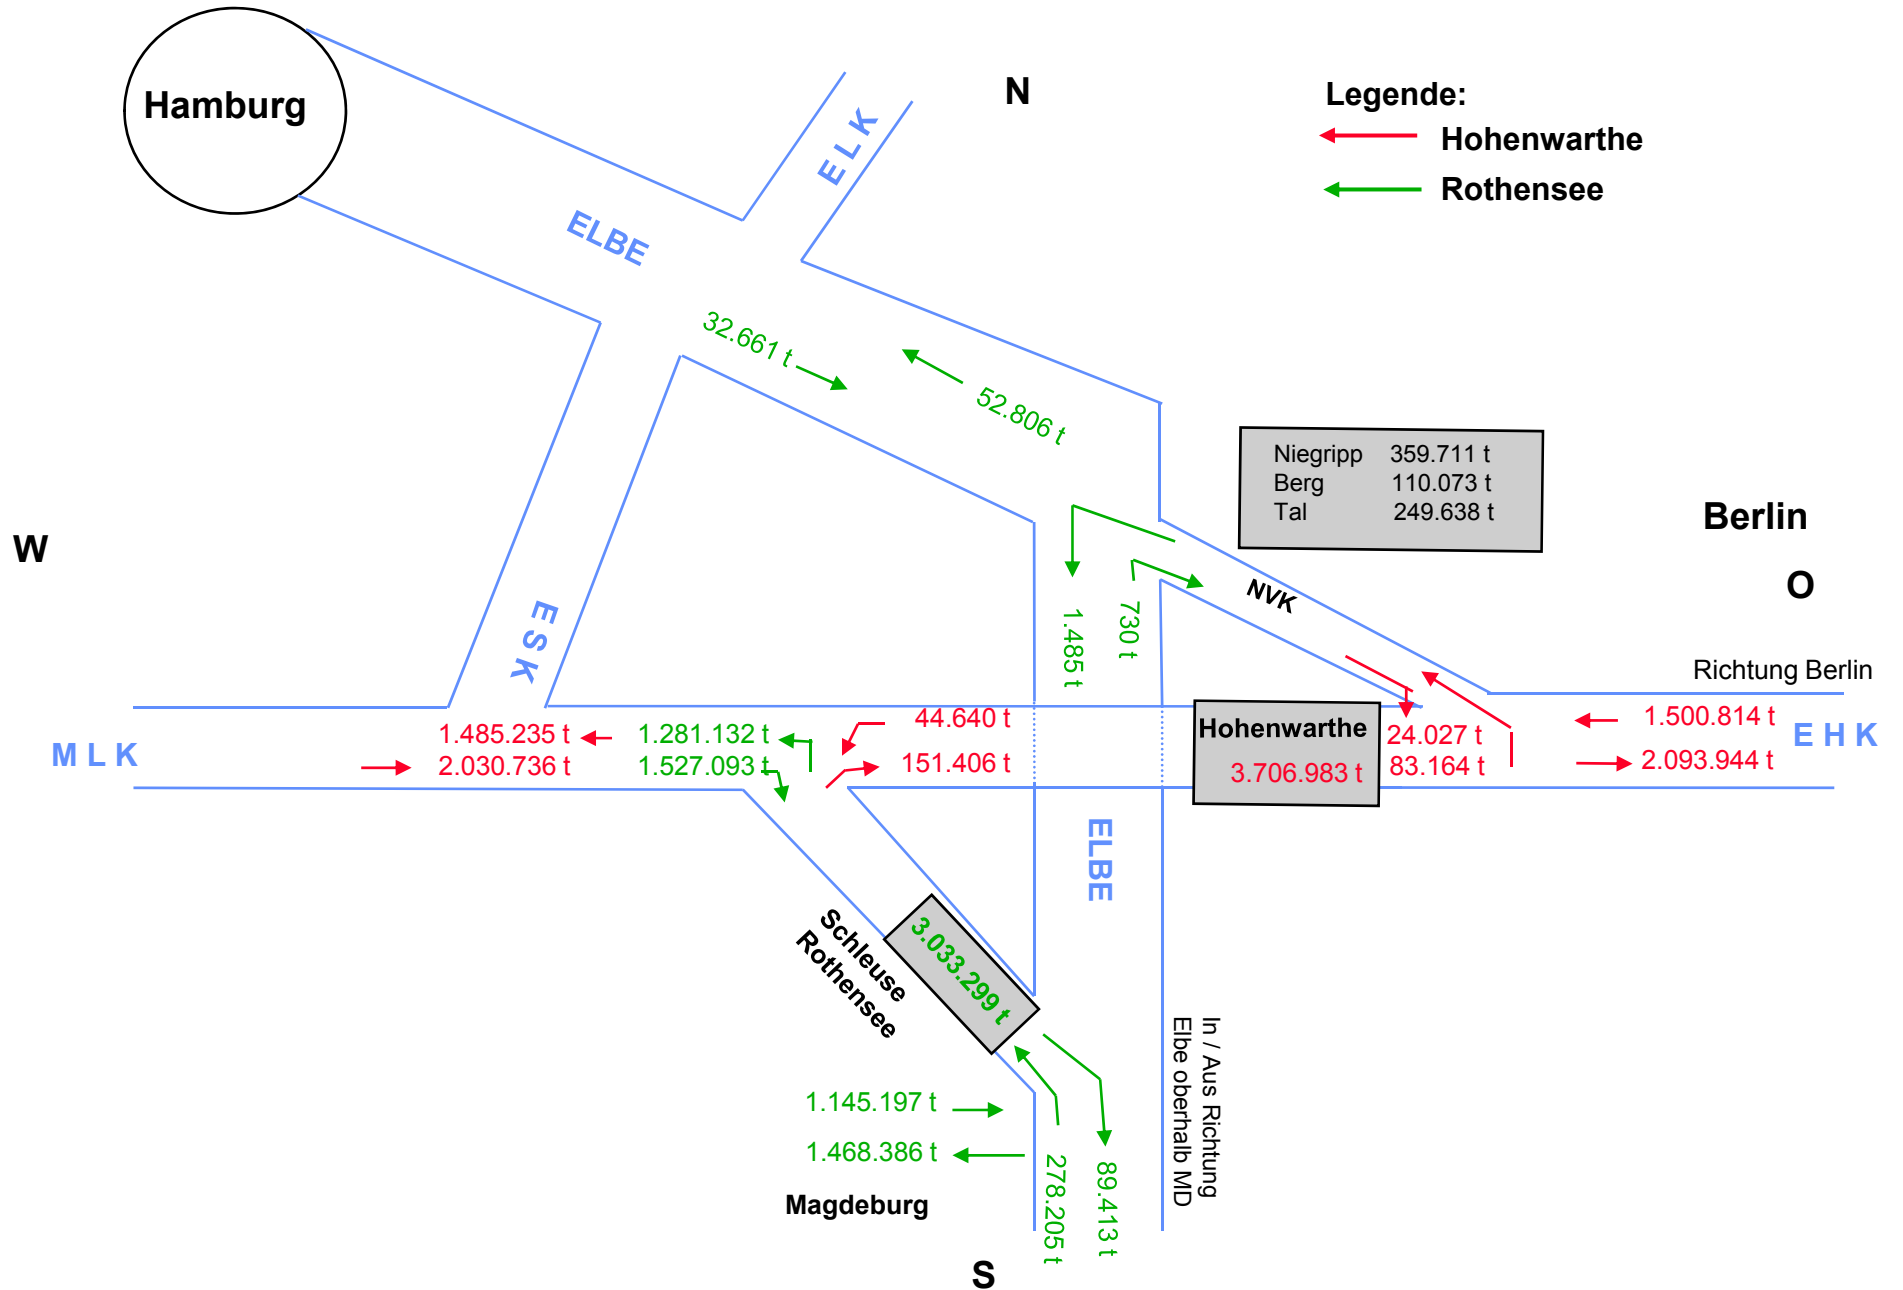 Hamburg
N
Legende:
Hohenwarthe
Rothensee
E L K
ELBE
32.661 t
52.806 t
Niegripp 359.711 t
Berg 110.073 t
Tal 249.638 t
Berlin
W
O
NVK
E S K
1.485 t
730 t
Richtung Berlin
M L K
1.485.235 t
1.281.132 t
44.640 t
Hohenwarthe
24.027 t
1.500.814 t
E H K
2.030.736 t
1.527.093 t
151.406 t
3.706.983 t
83.164 t
2.093.944 t
ELBE
Schleuse
Rothensee
3.033.299 t
In / Aus Richtung
Elbe oberhalb MD
1.145.197 t
1.468.386 t
Magdeburg
278.205 t
89.413 t
S